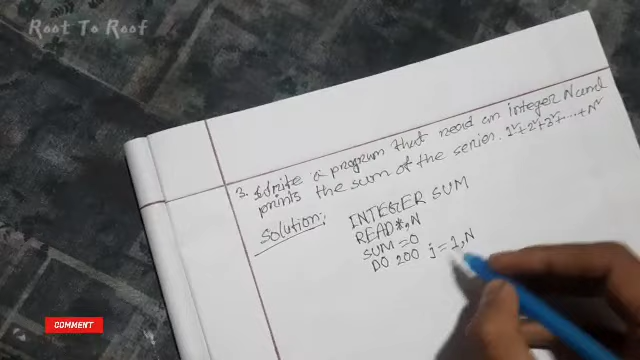 Root To Roof
3. Write a program that read an integer N and
prints the sum of the series. 1²+2²+3²+...+N²
Solution:
INTEGER SUM
READ*,N
SUM=0
DO 200 j=1,N
COMMENT